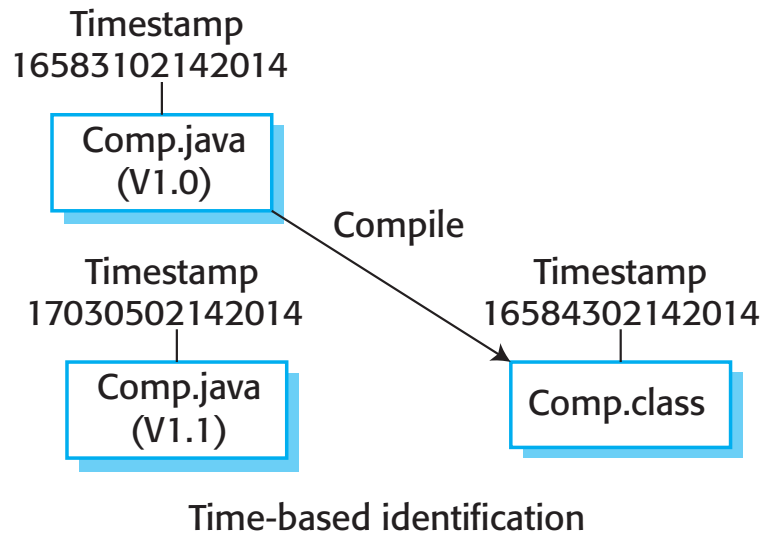 Timestamp
16583102142014
Comp.java
(V1.0)
Compile
Timestamp
17030502142014
Comp.java
(V1.1)
Timestamp
16584302142014
Comp.class
Time-based identification